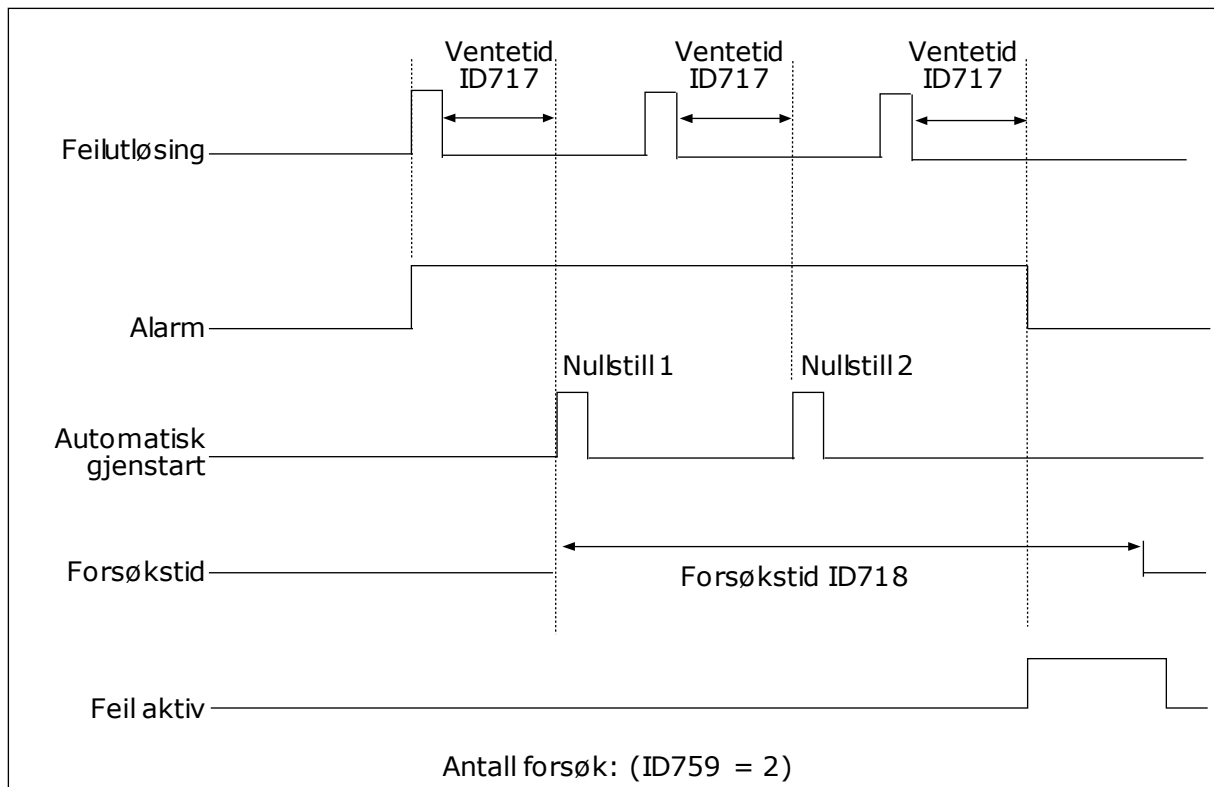 Ventetid
ID717
Ventetid
ID717
Ventetid
ID717
Feilutløsing
Alarm
Nullstill 1
Nullstill 2
Automatisk
gjenstart
Forsøkstid
Forsøkstid ID718
Feil aktiv
Antall forsøk: (ID759 = 2)